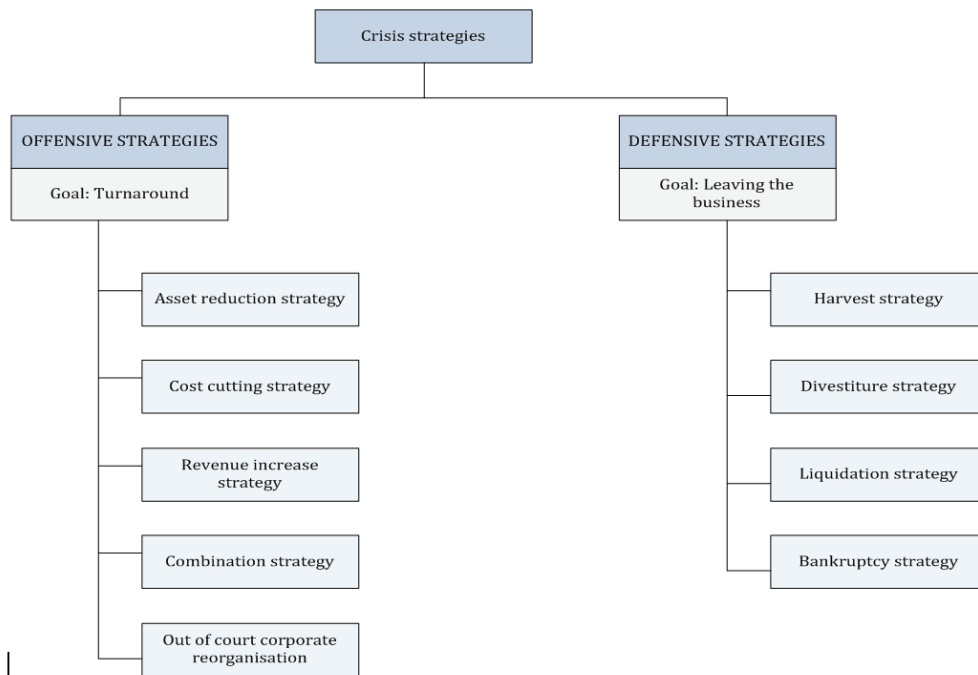 Crisis strategies
OFFENSIVE STRATEGIES
Goal: Turnaround
Asset reduction strategy
Cost cutting strategy
Revenue increase
strategy
Combination strategy
Out of court corporate
reorganisation
DEFENSIVE STRATEGIES
Goal: Leaving the
business
Harvest strategy
Divestiture strategy
Liquidation strategy
Bankruptcy strategy